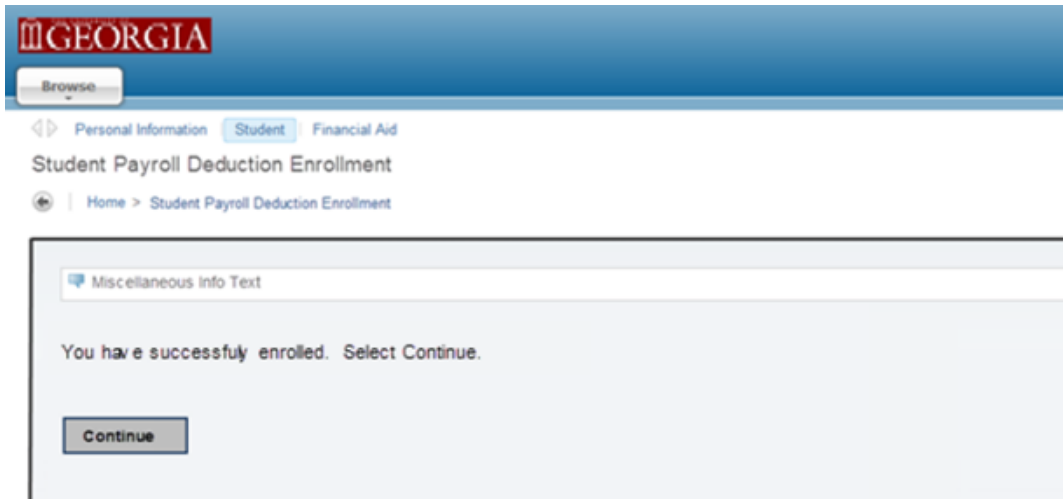 GEORGIA
Browse
Personal Information Student Financial Aid
Student Payroll Deduction Enrollment
Home > Student Payroll Deduction Enrollment
Miscellaneous Info Text
You have successfuly enrolled. Select Continue.
Continue